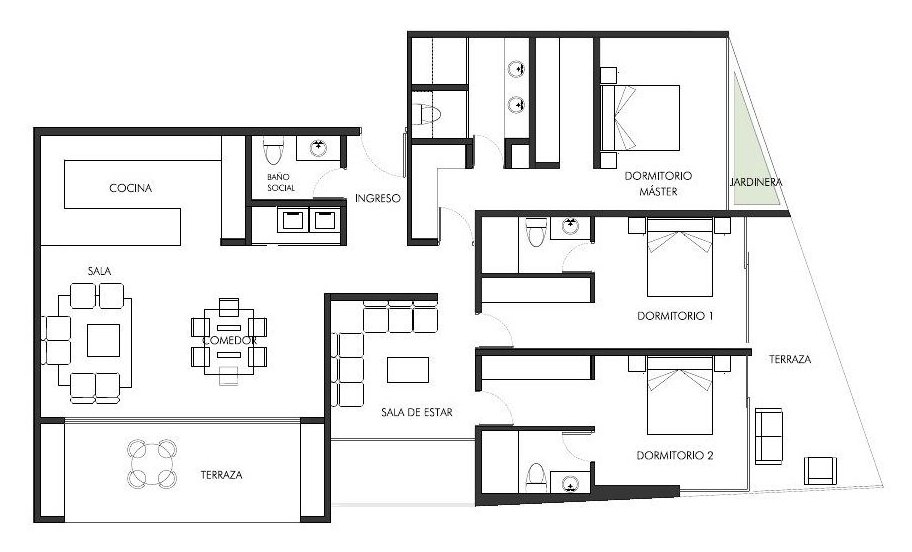 COCINA
BAÑO
SOCIAL
INGRESO
DORMITORIO
MÁSTER
JARDINERA
SALA
COMEDOR
DORMITORIO 1
TERRAZA
SALA DE ESTAR
DORMITORIO 2
TERRAZA